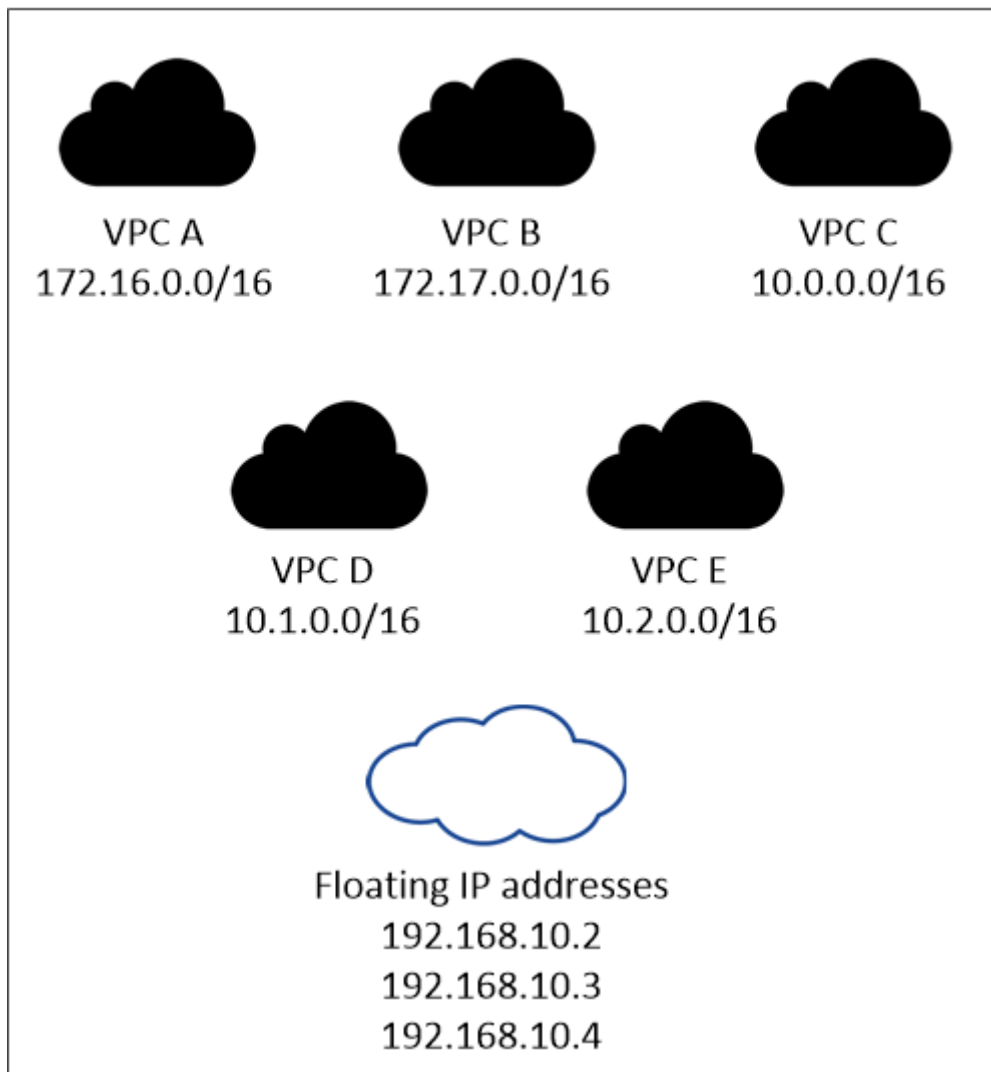 VPC A
172.16.0.0/16
VPC B
172.17.0.0/16
VPC C
10.0.0.0/16
VPC D
10.1.0.0/16
VPC E
10.2.0.0/16
Floating IP addresses
192.168.10.2
192.168.10.3
192.168.10.4